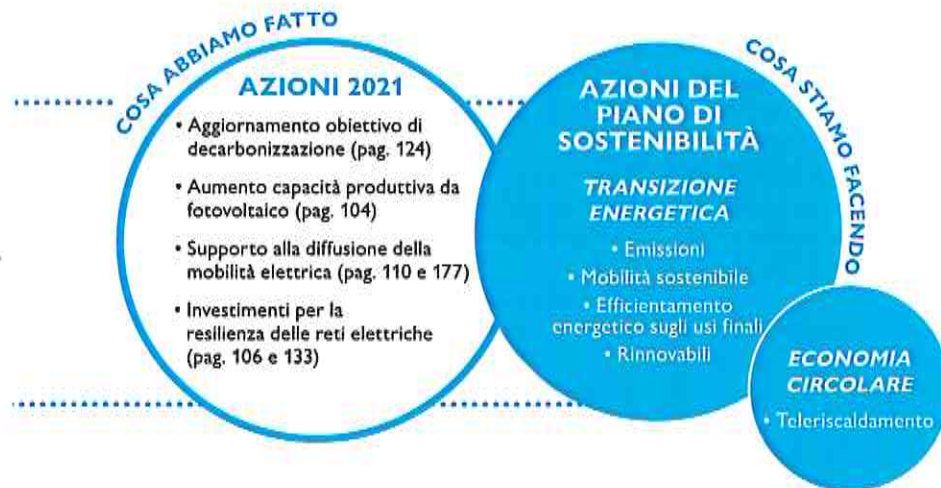 COSA ABBIAMO FATTO
AZIONI 2021
• Aggiornamento obiettivo di
decarbonizzazione (pag. 124)
• Aumento capacità produttiva da
fotovoltaico (pag. 104)
• Supporto alla diffusione della
mobilità elettrica (pag. 110 e 177)
• Investimenti per la
resilienza delle reti elettriche
(pag. 106 e 133)
COSA STIAMO FACENDO
AZIONI DEL
PIANO DI
SOSTENIBILITÀ
TRANSIZIONE
ENERGETICA
• Emissioni
• Mobilità sostenibile
• Efficientamento
energetico sugli usi finali
• Rinnovabili
ECONOMIA
CIRCOLARE
• Teleriscaldamento